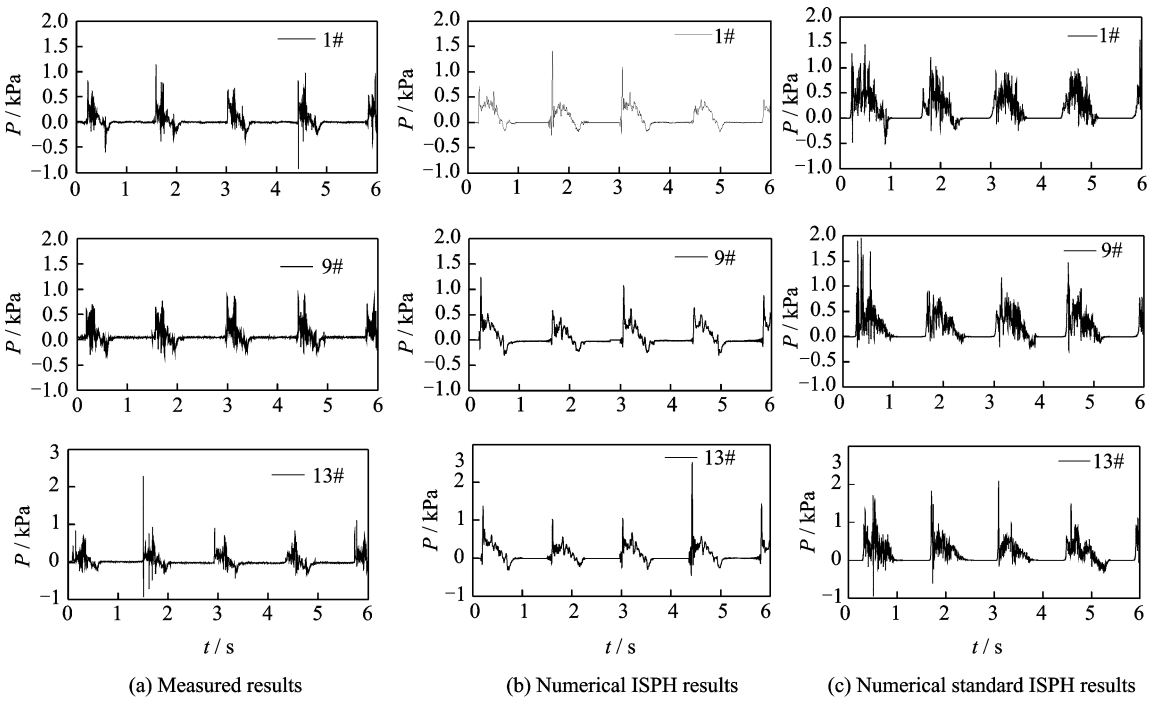 2.0
1.5
1.0
0.5
0.0
−0.5
−1.0
P / kPa
1#
0 1 2 3 4 5 6
2.0
1.5
1.0
0.5
0.0
−0.5
−1.0
P / kPa
1#
0 1 2 3 4 5 6
2.0
1.5
1.0
0.5
0.0
−0.5
−1.0
P / kPa
1#
0 1 2 3 4 5 6
2.0
1.5
1.0
0.5
0.0
−0.5
−1.0
P / kPa
9#
0 1 2 3 4 5 6
2.0
1.5
1.0
0.5
0.0
−0.5
−1.0
P / kPa
9#
0 1 2 3 4 5 6
2.0
1.5
1.0
0.5
0.0
−0.5
−1.0
P / kPa
9#
0 1 2 3 4 5 6
3
2
1
0
−1
P / kPa
13#
0 1 2 3 4 5 6
t / s
3
2
1
0
−1
P / kPa
13#
0 1 2 3 4 5 6
t / s
3
2
1
0
−1
P / kPa
13#
0 1 2 3 4 5 6
t / s
(a) Measured results
(b) Numerical ISPH results
(c) Numerical standard ISPH results